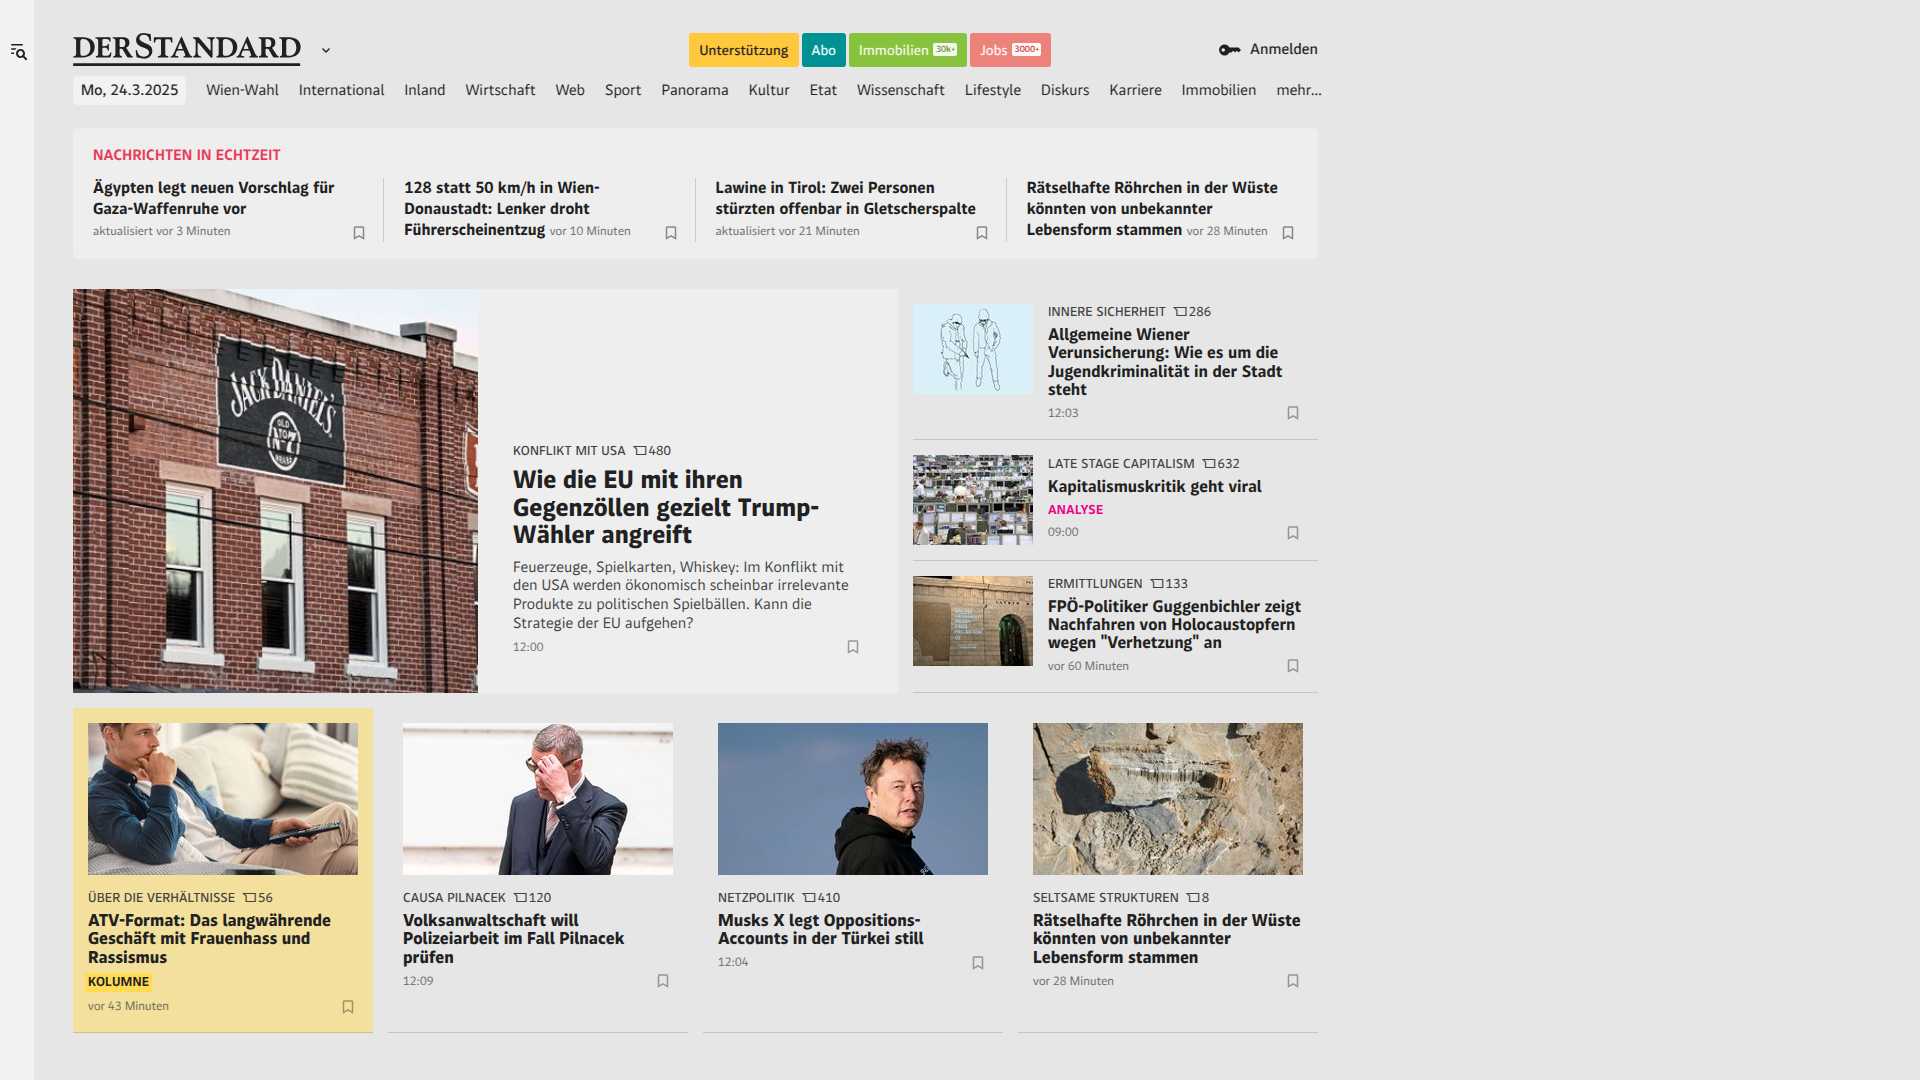 DERSTANDARD
Unterstützung
Abo
Immobilien 30k+
Jobs 3000+
Anmelden
Mo, 24.3.2025
Wien-Wahl
International
Inland
Wirtschaft
Web
Sport
Panorama
Kultur
Etat
Wissenschaft
Lifestyle
Diskurs
Karriere
Immobilien
mehr...
NACHRICHTEN IN ECHTZEIT
Ägypten legt neuen Vorschlag für
Gaza-Waffenruhe vor
aktualisiert vor 3 Minuten
128 statt 50 km/h in Wien-
Donaustadt: Lenker droht
Führerscheinentzug vor 10 Minuten
Lawine in Tirol: Zwei Personen
stürzten offenbar in Gletscherspalte
aktualisiert vor 21 Minuten
Rätselhafte Röhrchen in der Wüste
könnten von unbekannter
Lebensform stammen vor 28 Minuten
JACK DANIEL'S
OLD
No. 7
KONFLIKT MIT USA 480
Wie die EU mit ihren
Gegenzöllen gezielt Trump-
Wähler angreift
Feuerzeuge, Spielkarten, Whiskey: Im Konflikt mit
den USA werden ökonomisch scheinbar irrelevante
Produkte zu politischen Spielbällen. Kann die
Strategie der EU aufgehen?
12:00
INNERE SICHERHEIT 286
Allgemeine Wiener
Verunsicherung: Wie es um die
Jugendkriminalität in der Stadt
steht
12:03
LATE STAGE CAPITALISM 632
Kapitalismuskritik geht viral
ANALYSE
09:00
ERMITTLUNGEN 133
FPÖ-Politiker Guggenbichler zeigt
Nachfahren von Holocaustopfern
wegen "Verhetzung" an
vor 60 Minuten
ÜBER DIE VERHÄLTNISSE 56
ATV-Format: Das langwährende
Geschäft mit Frauenhass und
Rassismus
KOLUMNE
vor 43 Minuten
CAUSA PILNACEK 120
Volksanwaltschaft will
Polizeiarbeit im Fall Pilnacek
prüfen
12:09
NETZPOLITIK 410
Musks X legt Oppositions-
Accounts in der Türkei still
12:04
SELTSAME STRUKTUREN 8
Rätselhafte Röhrchen in der Wüste
könnten von unbekannter
Lebensform stammen
vor 28 Minuten